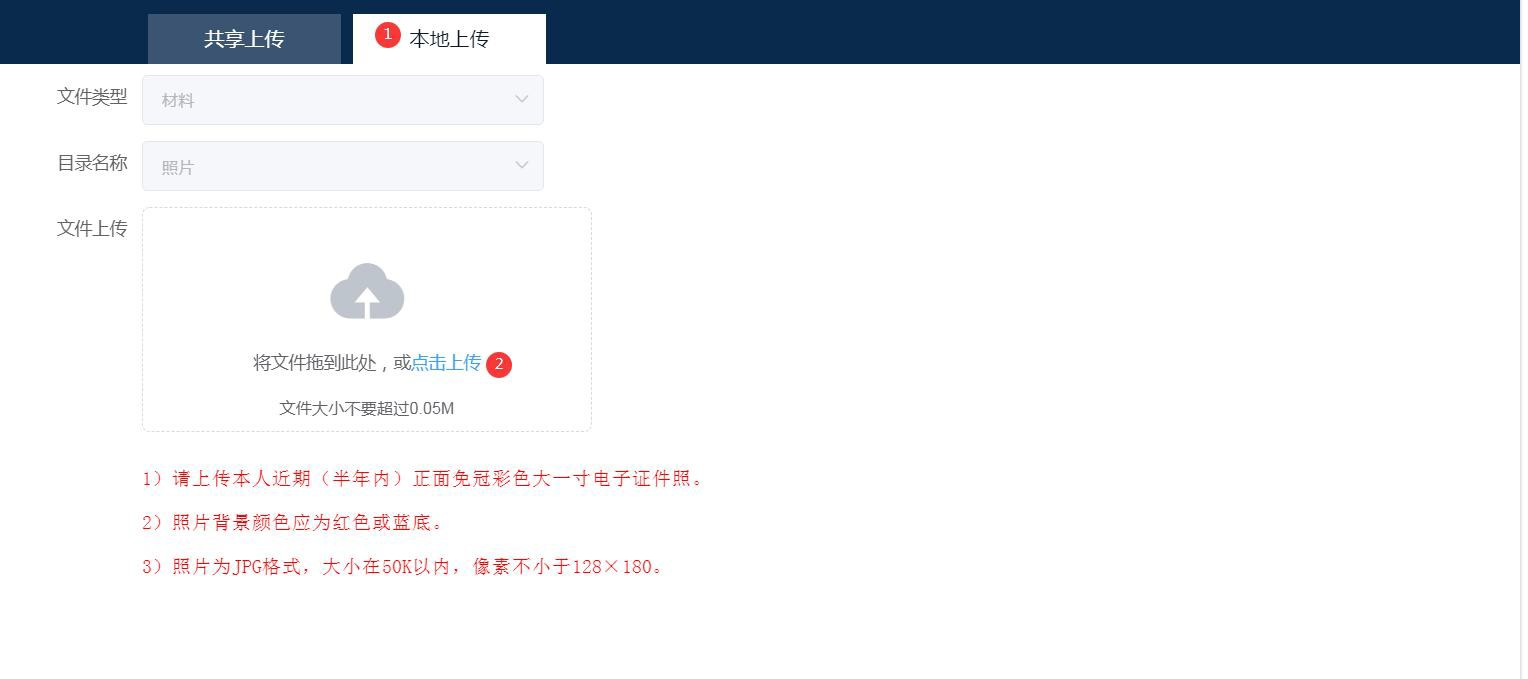 共享上传
1 本地上传
文件类型 材料
目录名称 照片
文件上传
将文件拖到此处，或点击上传 2
文件大小不要超过0.05M
1）请上传本人近期（半年内）正面免冠彩色大一寸电子证件照。
2）照片背景颜色应为红色或蓝底。
3）照片为JPG格式，大小在50K以内，像素不小于128×180。